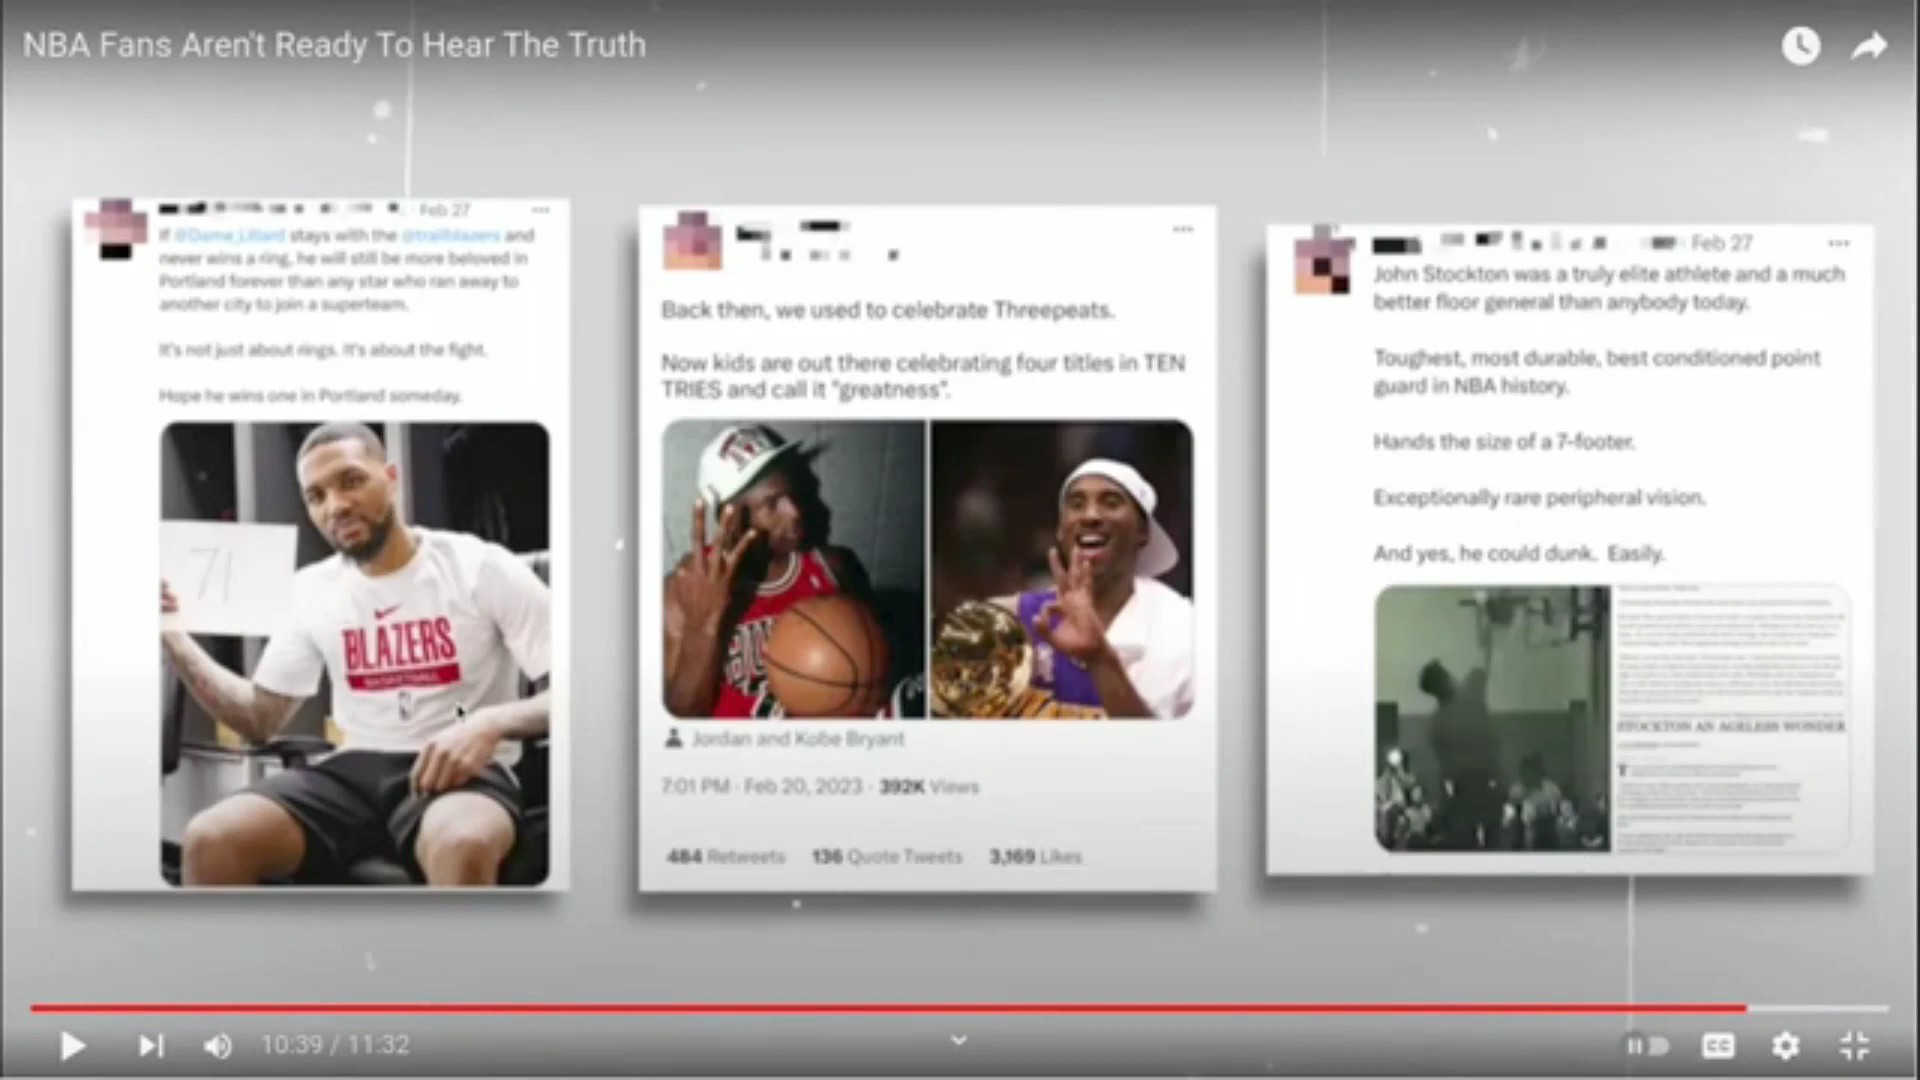 NBA Fans Aren't Ready To Hear The Truth
Feb 27
If @Dame_Lillard stays with the @trailblazers and
never wins a ring, he will still be more beloved in
Portland forever than any star who ran away to
another city to join a superteam.
It's not just about rings. It's about the fight.
Hope he wins one in Portland someday.
71
BLAZERS
BASKETBALL
Back then, we used to celebrate Threepeats.
Now kids are out there celebrating four titles in TEN
TRIES and call it "greatness".
Jordan and Kobe Bryant
7:01 PM · Feb 20, 2023 · 392K Views
484 Retweets 136 Quote Tweets 3,169 Likes
Feb 27
John Stockton was a truly elite athlete and a much
better floor general than anybody today.
Toughest, most durable, best conditioned point
guard in NBA history.
Hands the size of a 7-footer.
Exceptionally rare peripheral vision.
And yes, he could dunk. Easily.
STOCKTON AN AGELESS WONDER
10:39 / 11:32
CC